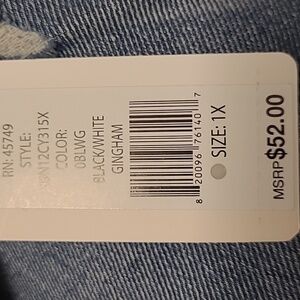 RN: 45749
STYLE:
COLOR:
0BLWG
BLACK/WHITE
GINGHAM
8 20096 76140 7
SIZE: 1X
MSRP $52.00